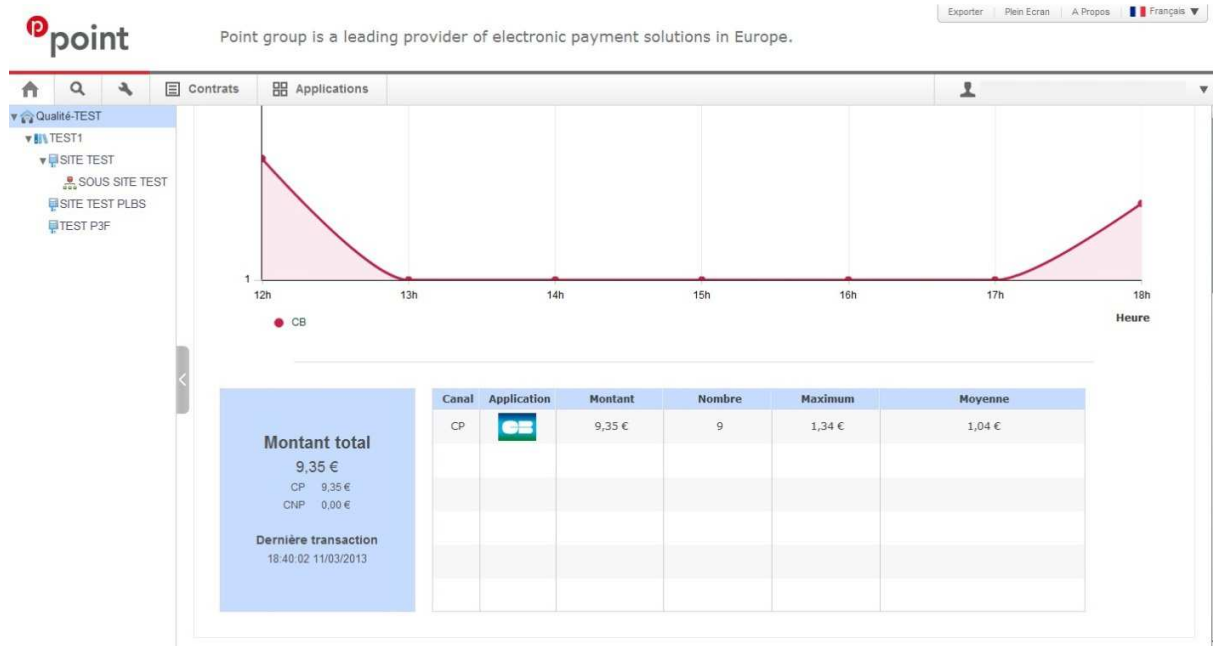 Exporter Plein Ecran A Propos Français
point
Point group is a leading provider of electronic payment solutions in Europe.
Contrats Applications
Qualité-TEST
TEST1
SITE TEST
SOUS SITE TEST
SITE TEST PLBS
TEST P3F
1
12h 13h 14h 15h 16h 17h 18h
CB Heure
Canal Application Montant Nombre Maximum Moyenne
CP CB 9,35 € 9 1,34 € 1,04 €
Montant total
9,35 €
CP 9,35 €
CNP 0,00 €
Dernière transaction
18:40:02 11/03/2013